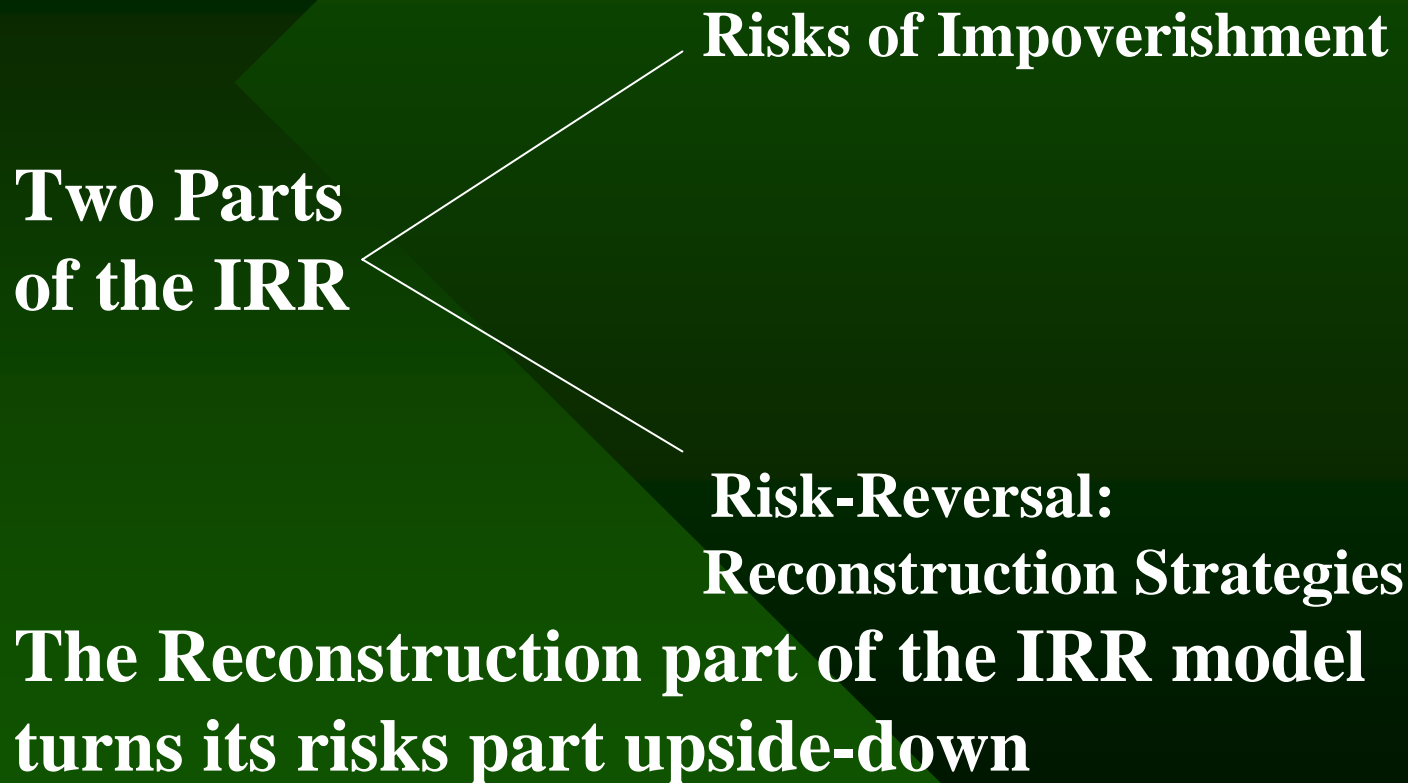 Risks of Impoverishment
Two Parts
of the IRR
Risk-Reversal:
Reconstruction Strategies
The Reconstruction part of the IRR model
turns its risks part upside-down